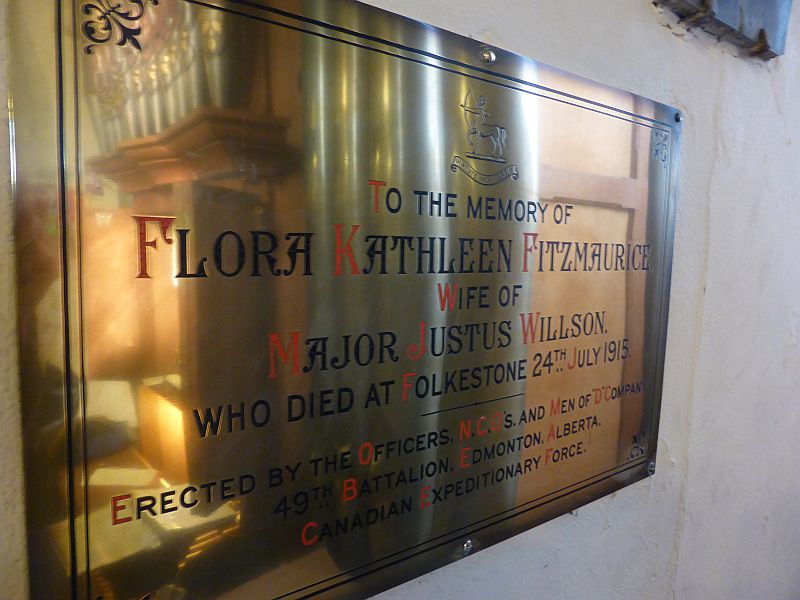 TO THE MEMORY OF
FLORA KATHLEEN FITZMAURICE
WIFE OF
MAJOR JUSTUS WILLSON.
WHO DIED AT FOLKESTONE 24TH JULY 1915.
ERECTED BY THE OFFICERS, N.C.O'S. AND MEN OF "D" COMPANY
49TH BATTALION, EDMONTON, ALBERTA.
CANADIAN EXPEDITIONARY FORCE.